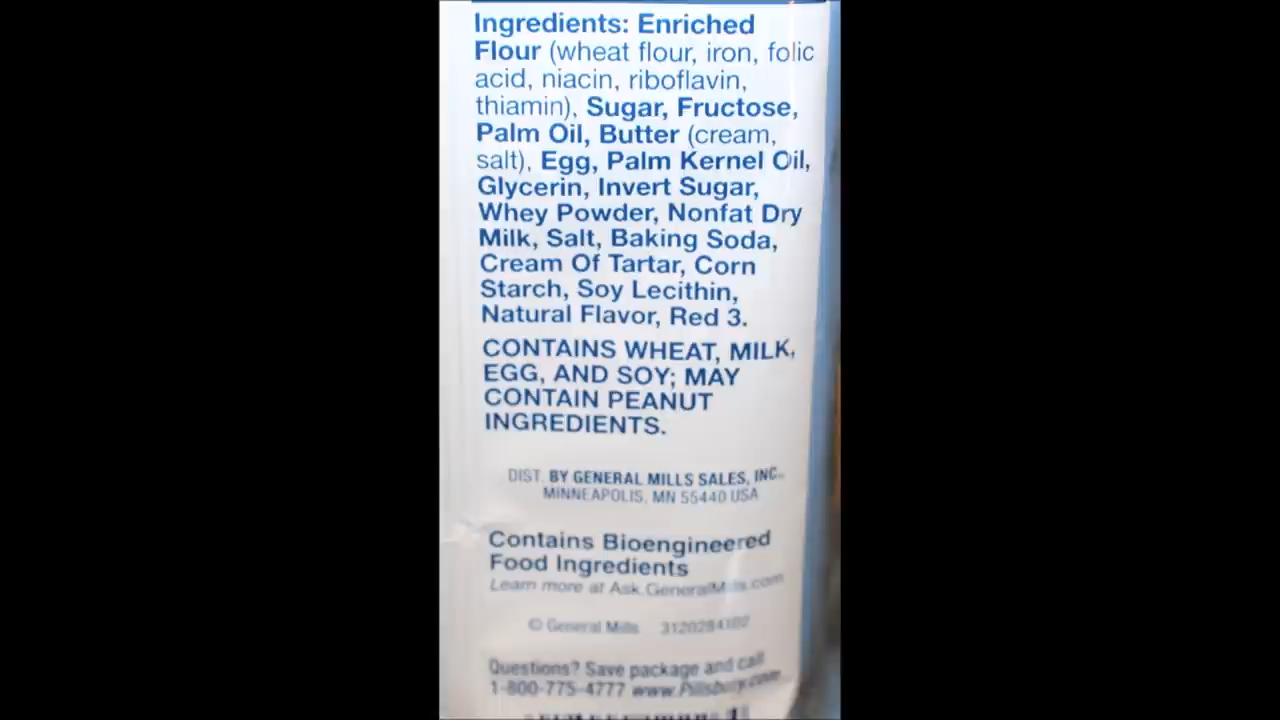 Ingredients: Enriched
Flour (wheat flour, iron, folic
acid, niacin, riboflavin,
thiamin), Sugar, Fructose,
Palm Oil, Butter (cream,
salt), Egg, Palm Kernel Oil,
Glycerin, Invert Sugar,
Whey Powder, Nonfat Dry
Milk, Salt, Baking Soda,
Cream Of Tartar, Corn
Starch, Soy Lecithin,
Natural Flavor, Red 3.
CONTAINS WHEAT, MILK,
EGG, AND SOY; MAY
CONTAIN PEANUT
INGREDIENTS.
DIST. BY GENERAL MILLS SALES, INC.
MINNEAPOLIS, MN 55440 USA
Contains Bioengineered
Food Ingredients
Learn more at Ask.GeneralMills.com
© General Mills
Questions? Save package and call
1-800-775-4777 www.Pillsbury.com